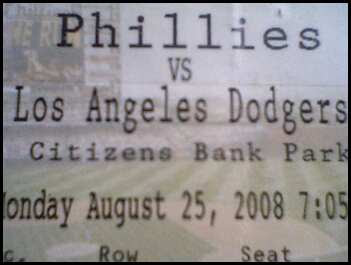 Phillies
vs
Los Angeles Dodgers
Citizens Bank Park
onday August 25, 2008 7:05
c. Row Seat